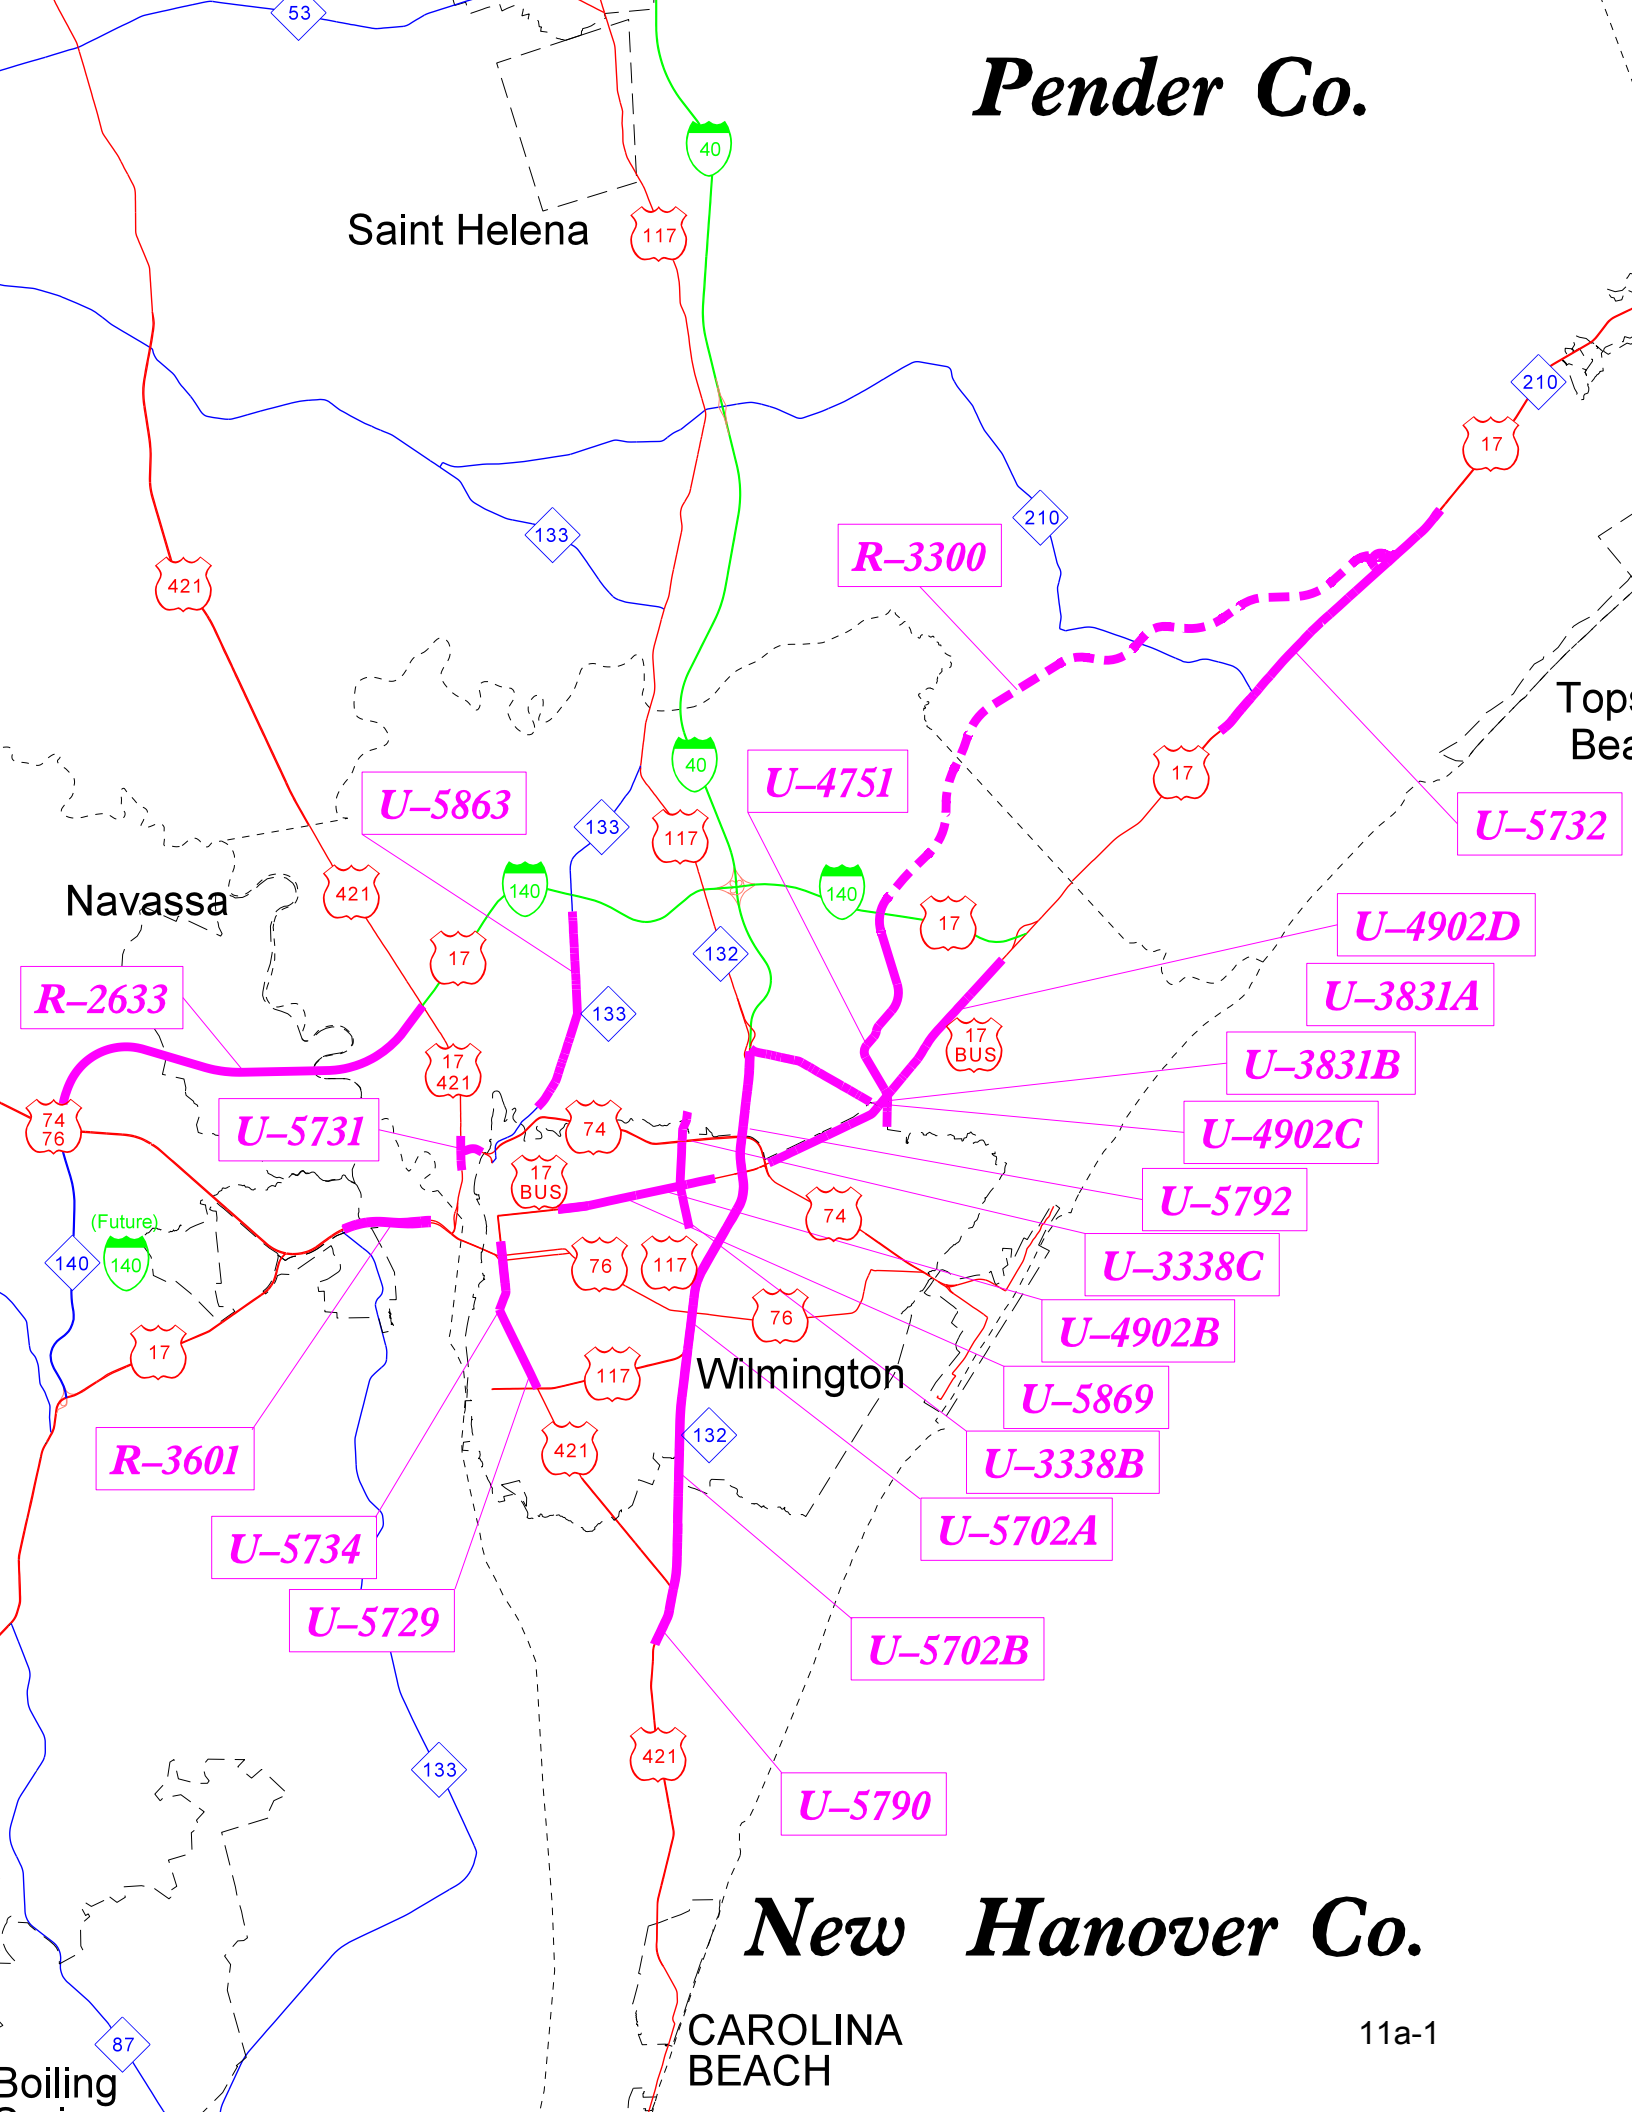 53
Pender Co.
40
Saint Helena
117
210
17
133
210
R–3300
421
Tops
Bea
40
17
U–4751
U–5863
133
117
U–5732
140
140
421
Navassa
17
U–4902D
17
132
R–2633
U–3831A
133
17
BUS
17
421
U–3831B
74
76
U–5731
74
U–4902C
17
BUS
U–5792
(Future)
74
140
140
76
117
U–3338C
76
U–4902B
17
Wilmington
117
U–5869
132
421
R–3601
U–3338B
U–5702A
U–5734
U–5729
U–5702B
421
133
U–5790
New Hanover Co.
CAROLINA
BEACH
11a-1
87
Boiling